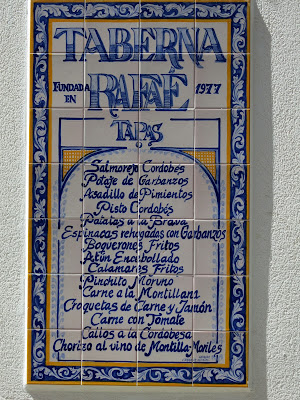 TABERNA
FUNDADA EN RAFAÉ 1977
TAPAS
Salmorejo Cordobés
Potaje de Garbanzos
Asadillo de Pimientos
Pisto Cordobés
Patatas a la Brava
Espinacas rehogadas con Garbanzos
Boquerones Fritos
Atún Encebollado
Calamares Fritos
Pinchito Moruno
Carne a la Montillana
Croquetas de Carne y Jamón
Carne con Tomate
Callos a la Cordobesa
Chorizo al vino de Montilla-Moriles